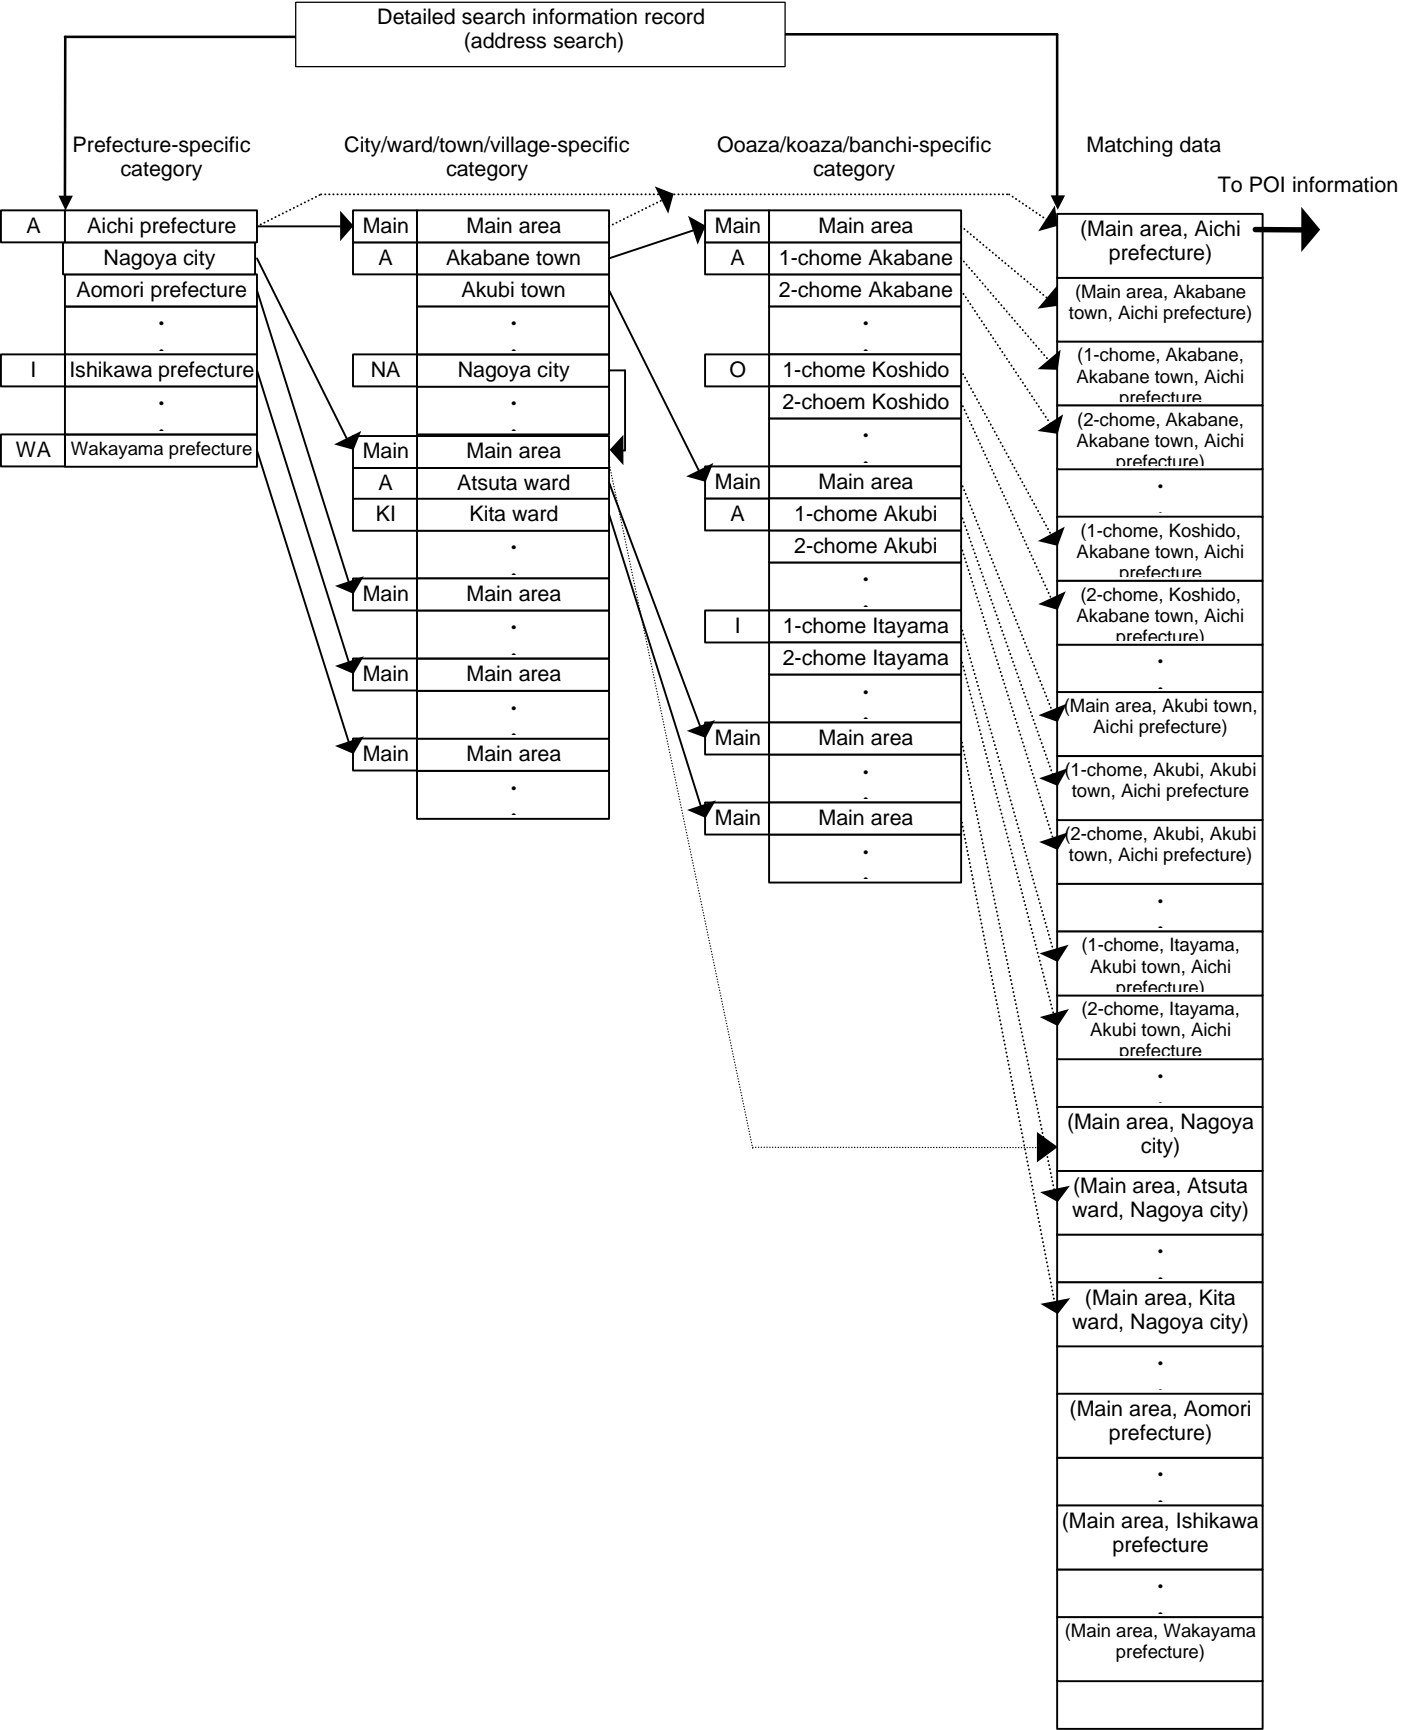 Detailed search information record
(address search)
Prefecture-specific
category
City/ward/town/village-specific
category
Ooaza/koaza/banchi-specific
category
Matching data
To POI information
A
Aichi prefecture
Nagoya city
Aomori prefecture
I
Ishikawa prefecture
WA
Wakayama prefecture
Main
Main area
A
Akabane town
Akubi town
NA
Nagoya city
Main
Main area
A
Atsuta ward
KI
Kita ward
Main
Main area
Main
Main area
Main
Main area
Main
Main area
A
1-chome Akabane
2-chome Akabane
O
1-chome Koshido
2-choem Koshido
Main
Main area
A
1-chome Akubi
2-chome Akubi
I
1-chome Itayama
2-chome Itayama
Main
Main area
Main
Main area
(Main area, Aichi
prefecture)
(Main area, Akabane
town, Aichi prefecture)
(1-chome, Akabane,
Akabane town, Aichi
prefecture
(2-chome, Akabane,
Akabane town, Aichi
prefecture)
(1-chome, Koshido,
Akabane town, Aichi
prefecture
(2-chome, Koshido,
Akabane town, Aichi
prefecture)
(Main area, Akubi town,
Aichi prefecture)
(1-chome, Akubi, Akubi
town, Aichi prefecture
(2-chome, Akubi, Akubi
town, Aichi prefecture)
(1-chome, Itayama,
Akubi town, Aichi
prefecture)
(2-chome, Itayama,
Akubi town, Aichi
prefecture
(Main area, Nagoya
city)
(Main area, Atsuta
ward, Nagoya city)
(Main area, Kita
ward, Nagoya city)
(Main area, Aomori
prefecture)
(Main area, Ishikawa
prefecture
(Main area, Wakayama
prefecture)